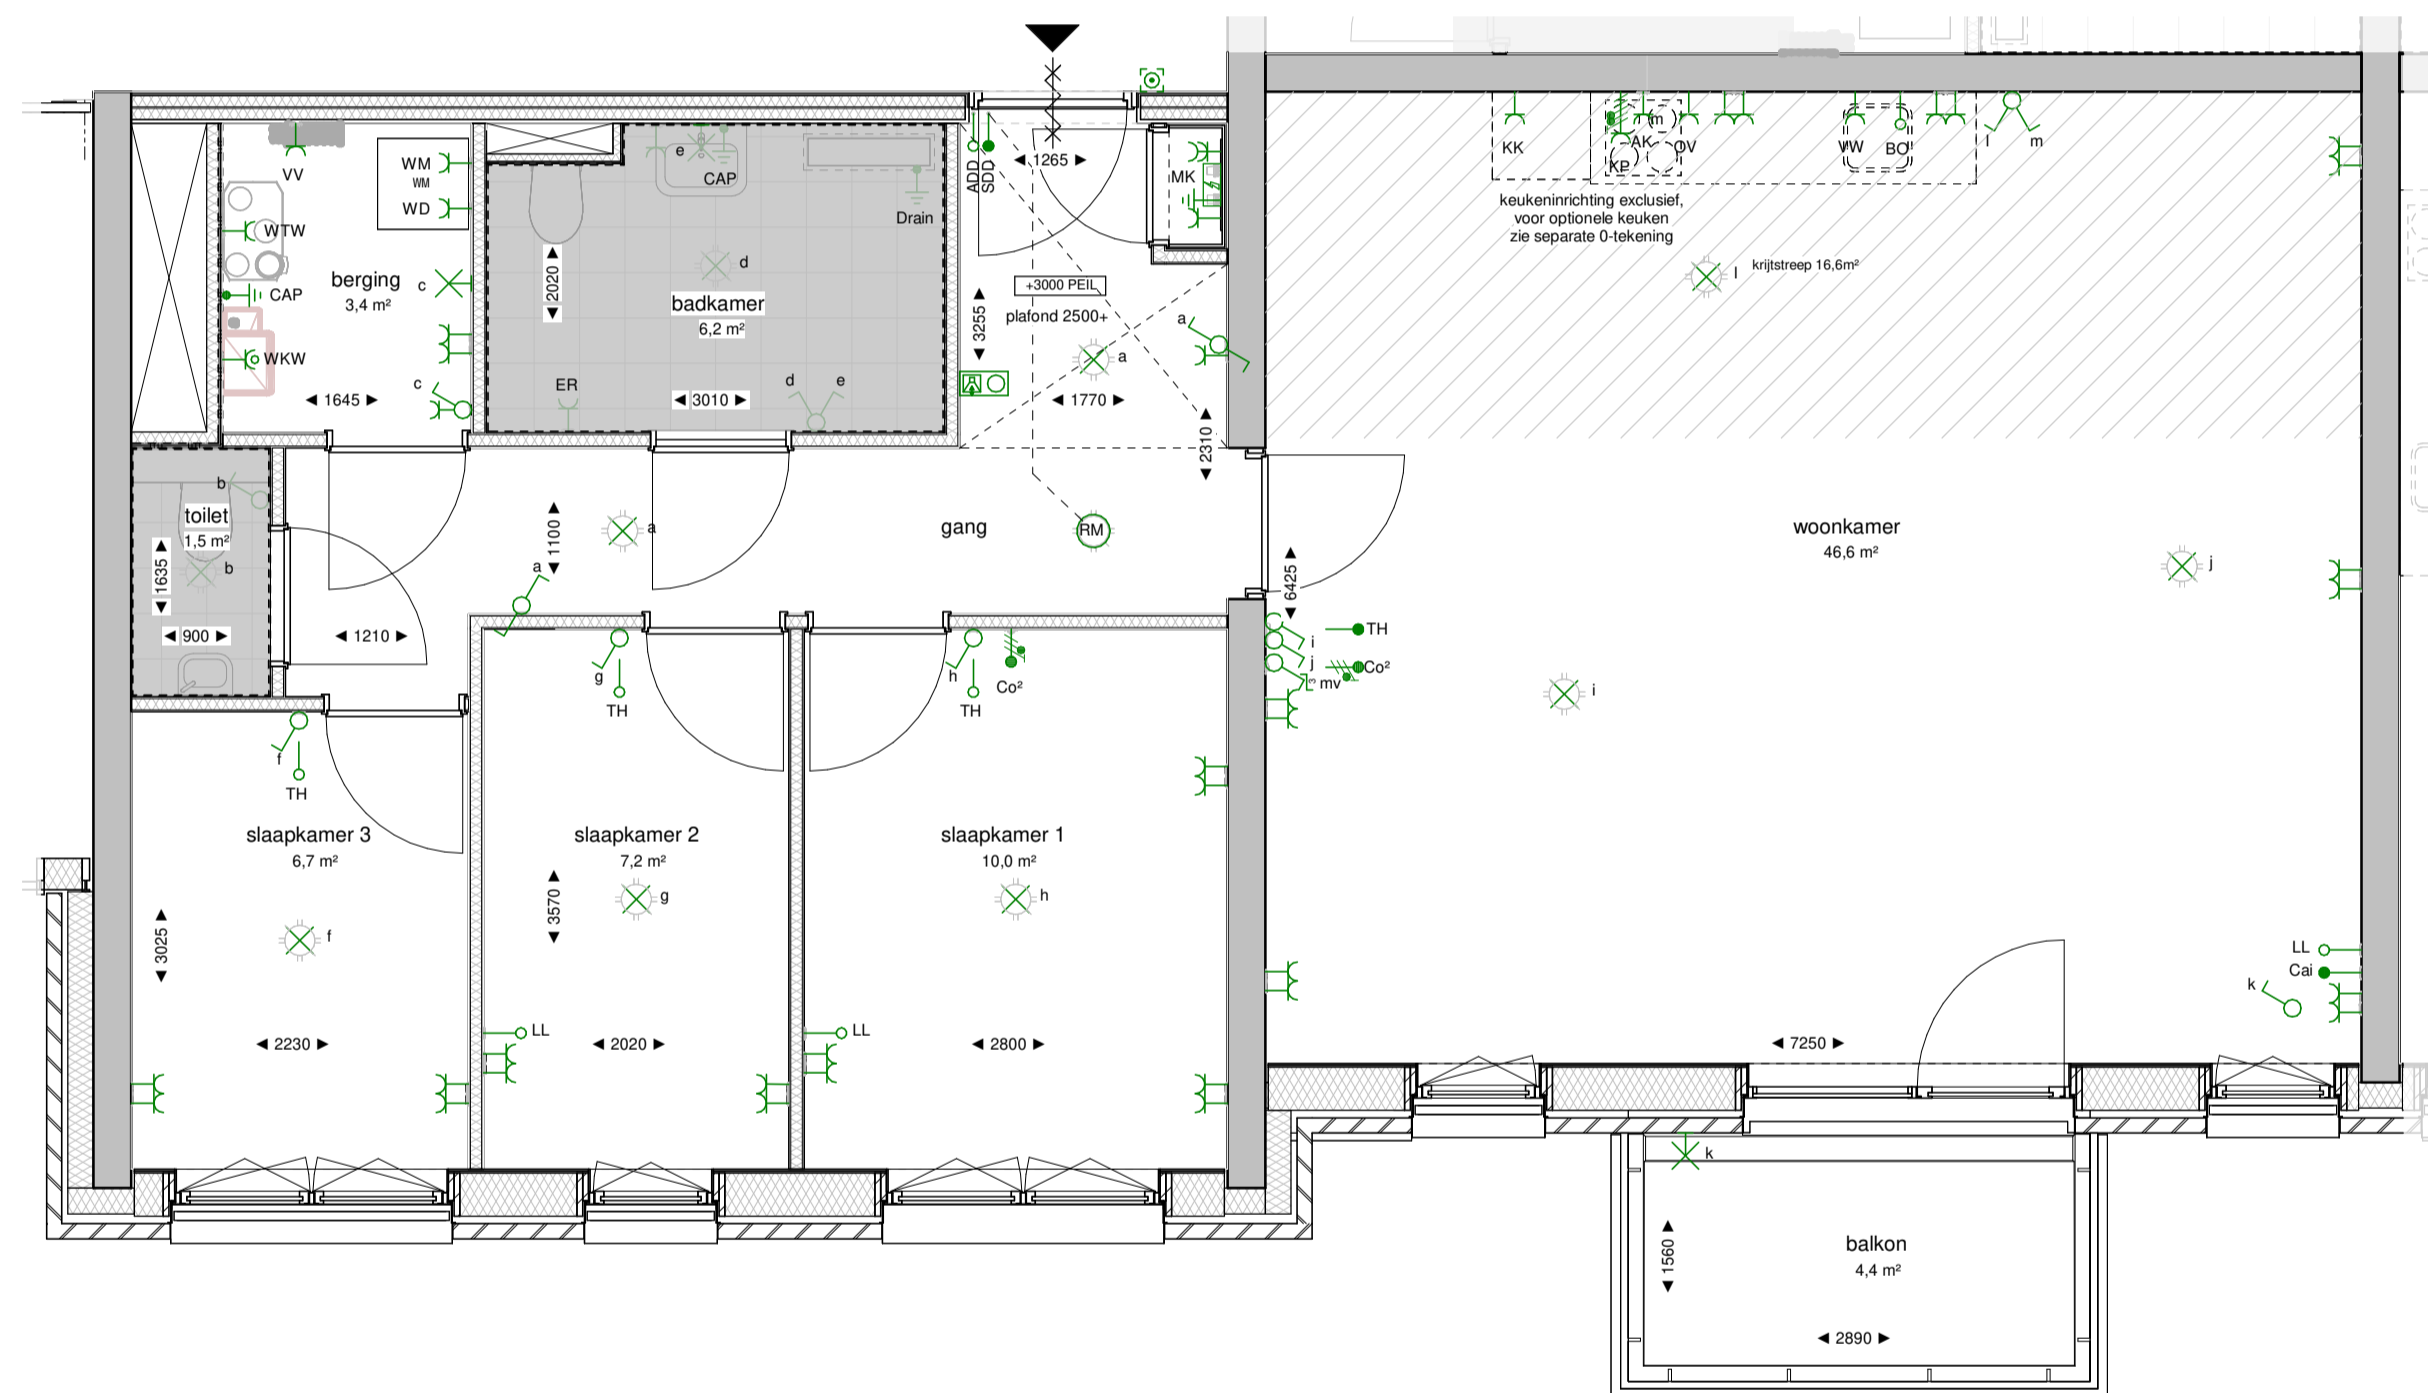 VV
WM
WM
WD
WTW
CAP
WKW
berging
3,4 m²
c
c
1645
e
CAP
Drain
d
badkamer
6,2 m²
2020
ER
3010
d
e
ADD
SDD
1265
MK
+3000 PEIL
plafond 2500+
3255
a
a
1770
2310
KK
AK
m
KP
OV
VW
BO
l
m
keukeninrichting exclusief,
voor optionele keuken
zie separate 0-tekening
l
krijtstreep 16,6m²
b
toilet
1,5 m²
b
1635
900
1210
1100
a
a
gang
RM
woonkamer
46,6 m²
j
i
6425
i
j
3
mv
TH
Co²
f
TH
g
TH
h
TH
Co²
slaapkamer 3
6,7 m²
f
3025
2230
slaapkamer 2
7,2 m²
g
3570
2020
LL
slaapkamer 1
10,0 m²
h
LL
2800
7250
LL
Cai
k
k
1560
balkon
4,4 m²
2890